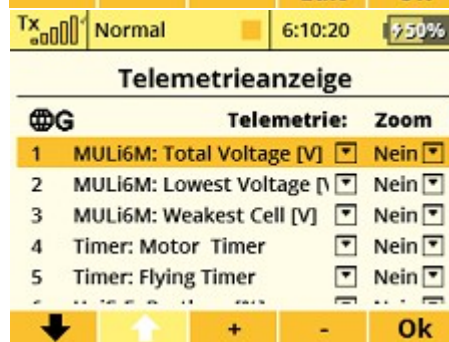 Tx Normal 6:10:20 50%
Telemetrieanzeige
G Telemetrie: Zoom
1 MULi6M: Total Voltage [V] Nein
2 MULi6M: Lowest Voltage [V Nein
3 MULi6M: Weakest Cell [V] Nein
4 Timer: Motor Timer Nein
5 Timer: Flying Timer Nein
+ - Ok